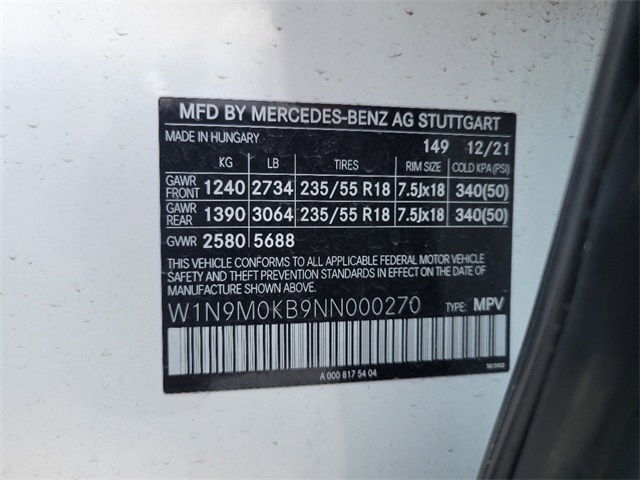 MFD BY MERCEDES-BENZ AG STUTTGART
MADE IN HUNGARY 149 12/21
KG LB TIRES RIM SIZE COLD KPA(PSI)
GAWR FRONT 1240 2734 235/55 R18 7.5Jx18 340(50)
GAWR REAR 1390 3064 235/55 R18 7.5Jx18 340(50)
GVWR 2580 5688
THIS VEHICLE CONFORMS TO ALL APPLICABLE FEDERAL MOTOR VEHICLE
SAFETY AND THEFT PREVENTION STANDARDS IN EFFECT ON THE DATE OF
MANUFACTURE SHOWN ABOVE.
W1N9M0KB9NN000270 TYPE: MPV
A 000 817 54 04